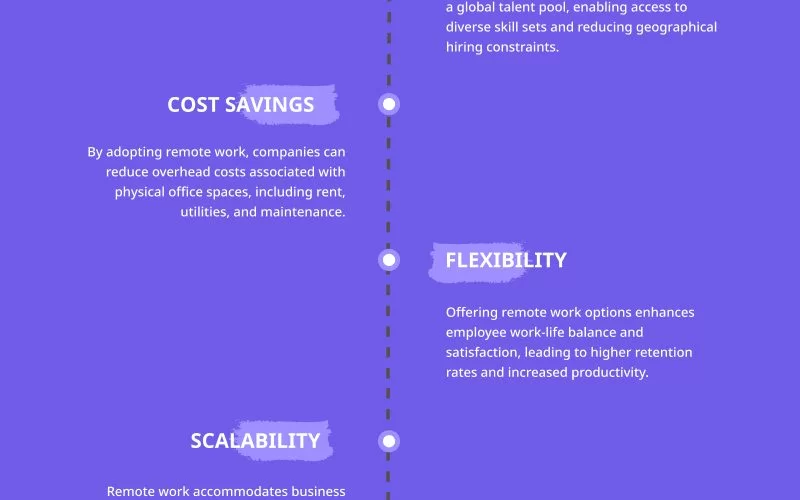 a global talent pool, enabling access to
diverse skill sets and reducing geographical
hiring constraints.
COST SAVINGS
By adopting remote work, companies can
reduce overhead costs associated with
physical office spaces, including rent,
utilities, and maintenance.
FLEXIBILITY
Offering remote work options enhances
employee work-life balance and
satisfaction, leading to higher retention
rates and increased productivity.
SCALABILITY
Remote work accommodates business